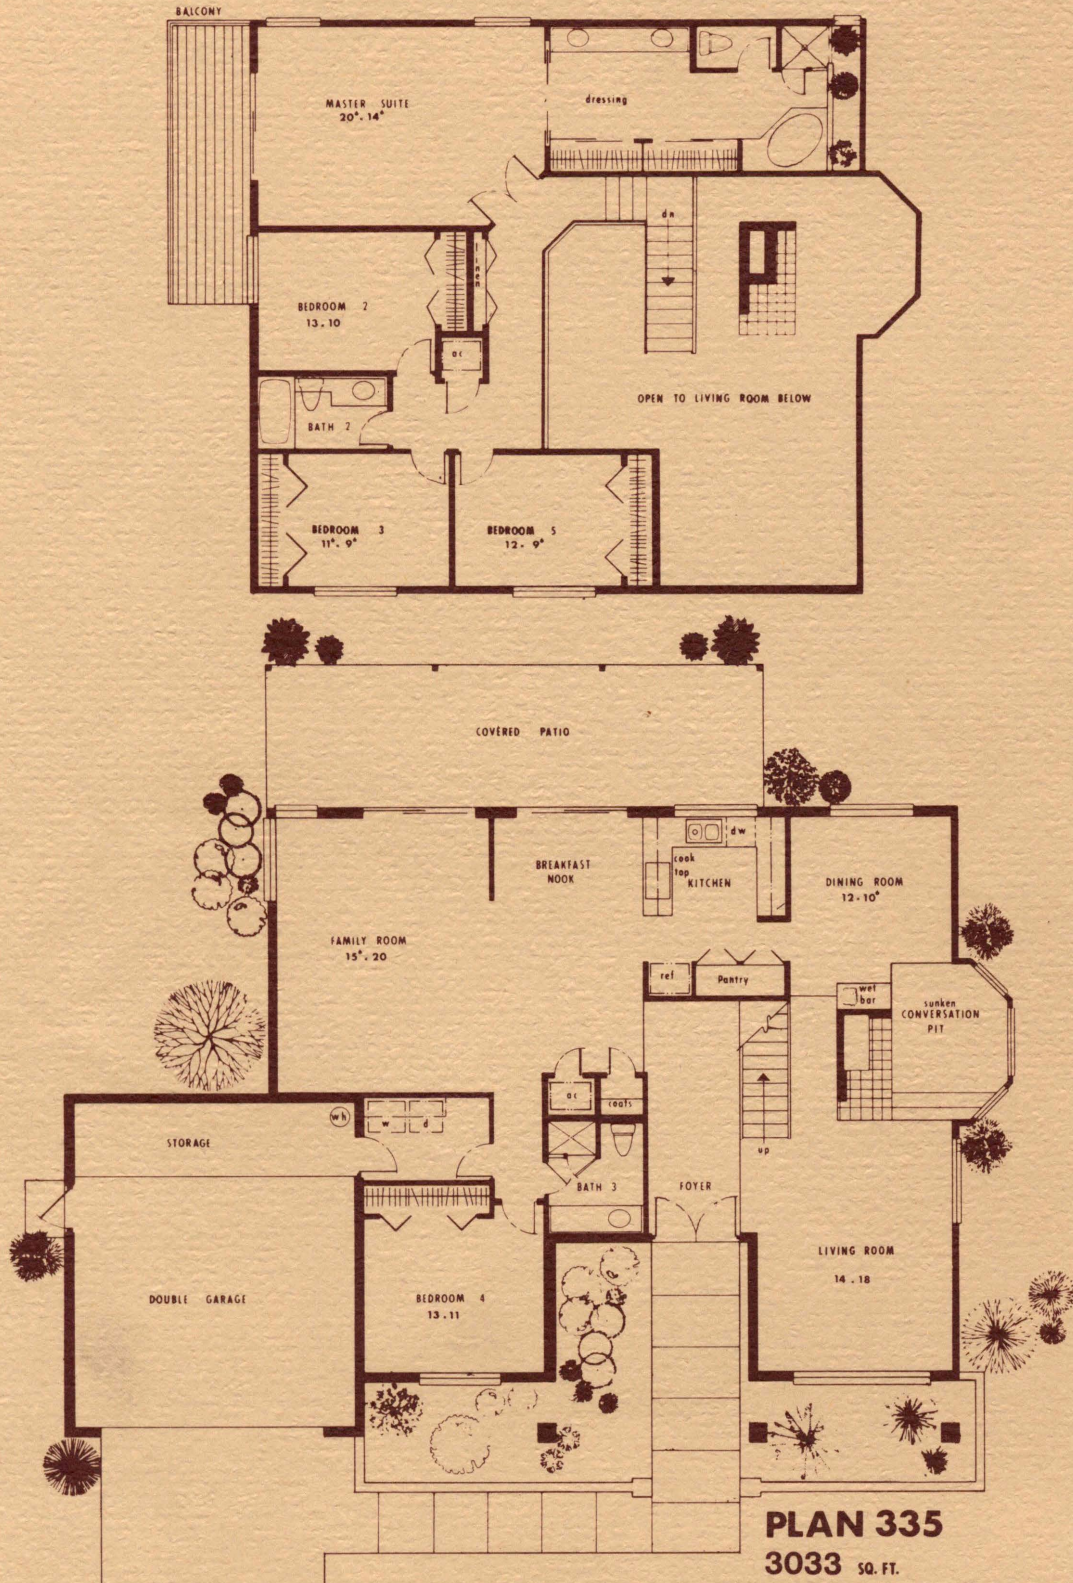 BALCONY
MASTER SUITE
20⁴. 14⁴
dressing
dn
linen
BEDROOM 2
13.10
ac
BATH 2
OPEN TO LIVING ROOM BELOW
BEDROOM 3
11⁶. 9⁶
BEDROOM 5
12. 9⁶
COVERED PATIO
BREAKFAST
NOOK
dw
cook
top
KITCHEN
DINING ROOM
12-10⁶
FAMILY ROOM
15⁶. 20
ref
Pantry
wet
bar
sunken
CONVERSATION
PIT
ac
coats
wh
w
d
STORAGE
up
BATH 3
FOYER
LIVING ROOM
14.18
DOUBLE GARAGE
BEDROOM 4
13.11
PLAN 335
3033 SQ. FT.